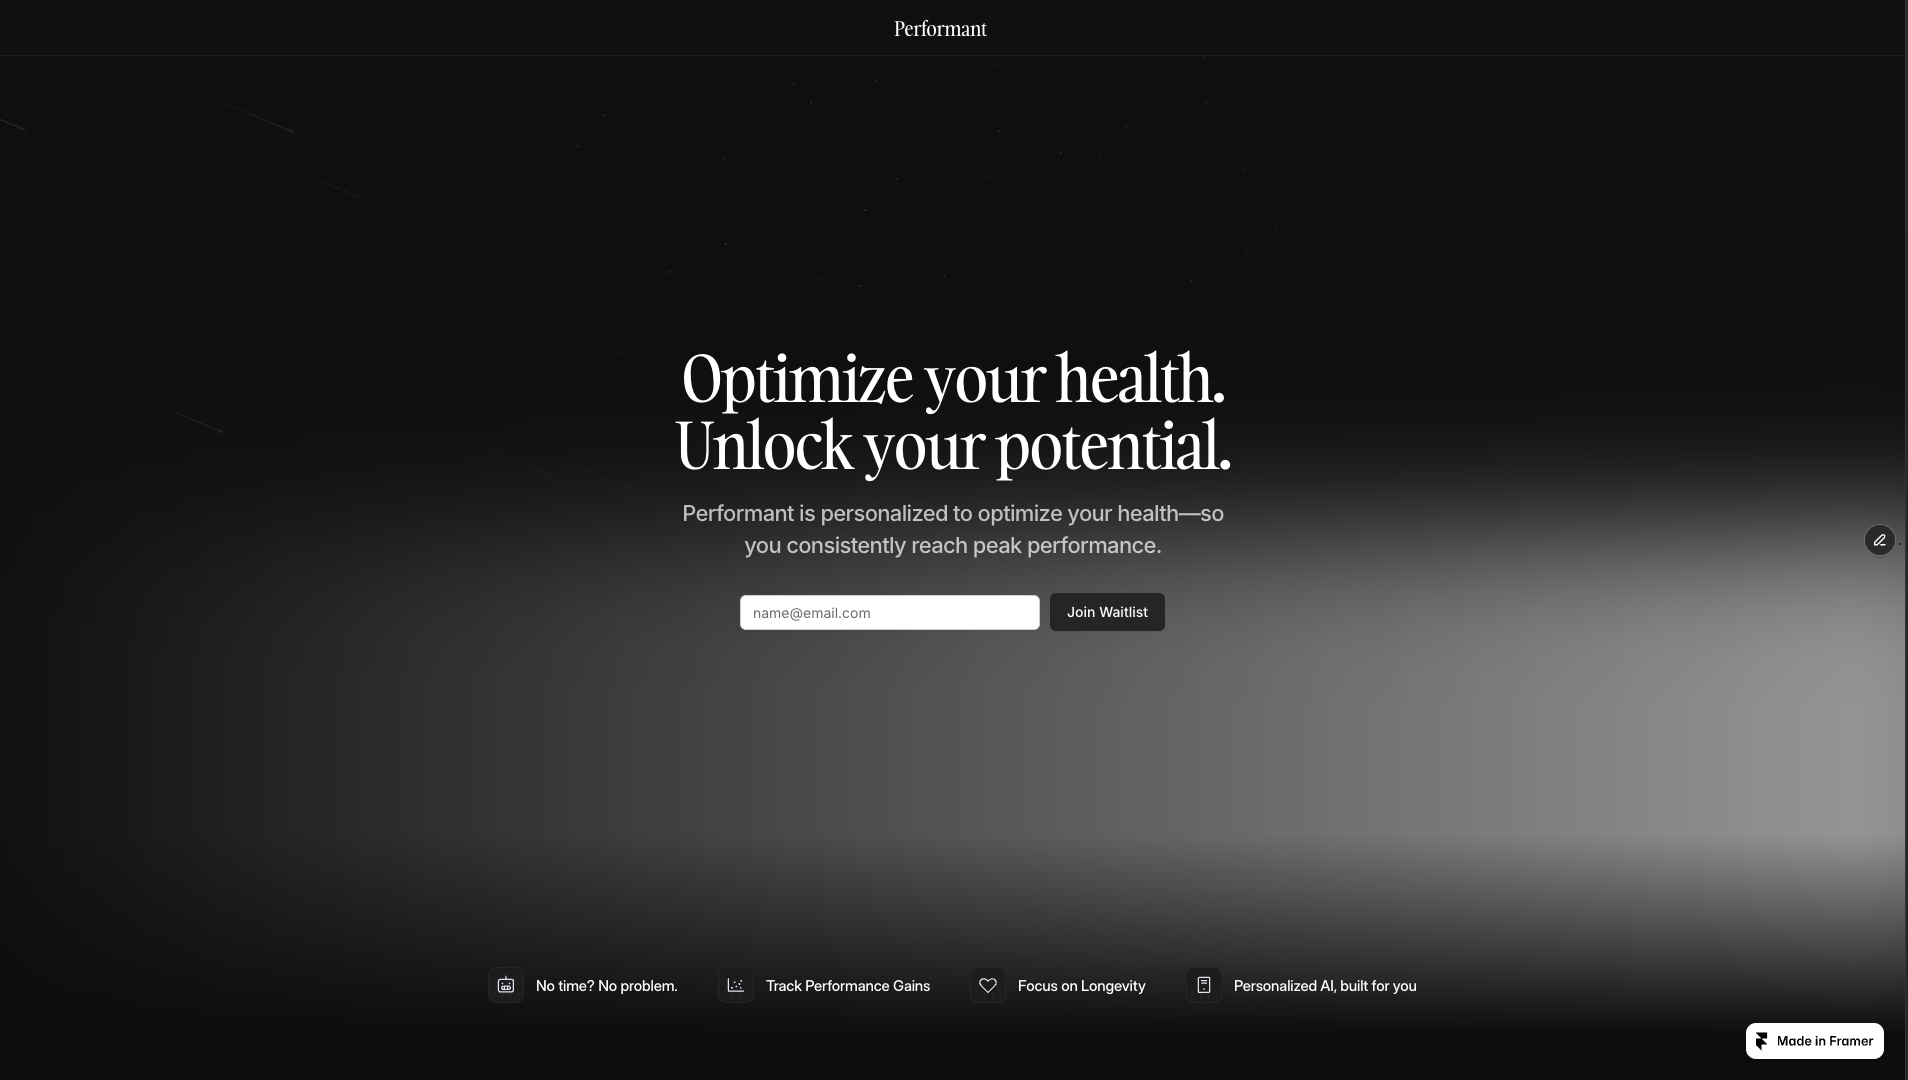 Performant
Optimize your health.
Unlock your potential.
Performant is personalized to optimize your health—so
you consistently reach peak performance.
name@email.com
Join Waitlist
No time? No problem.
Track Performance Gains
Focus on Longevity
Personalized AI, built for you
Made in Framer